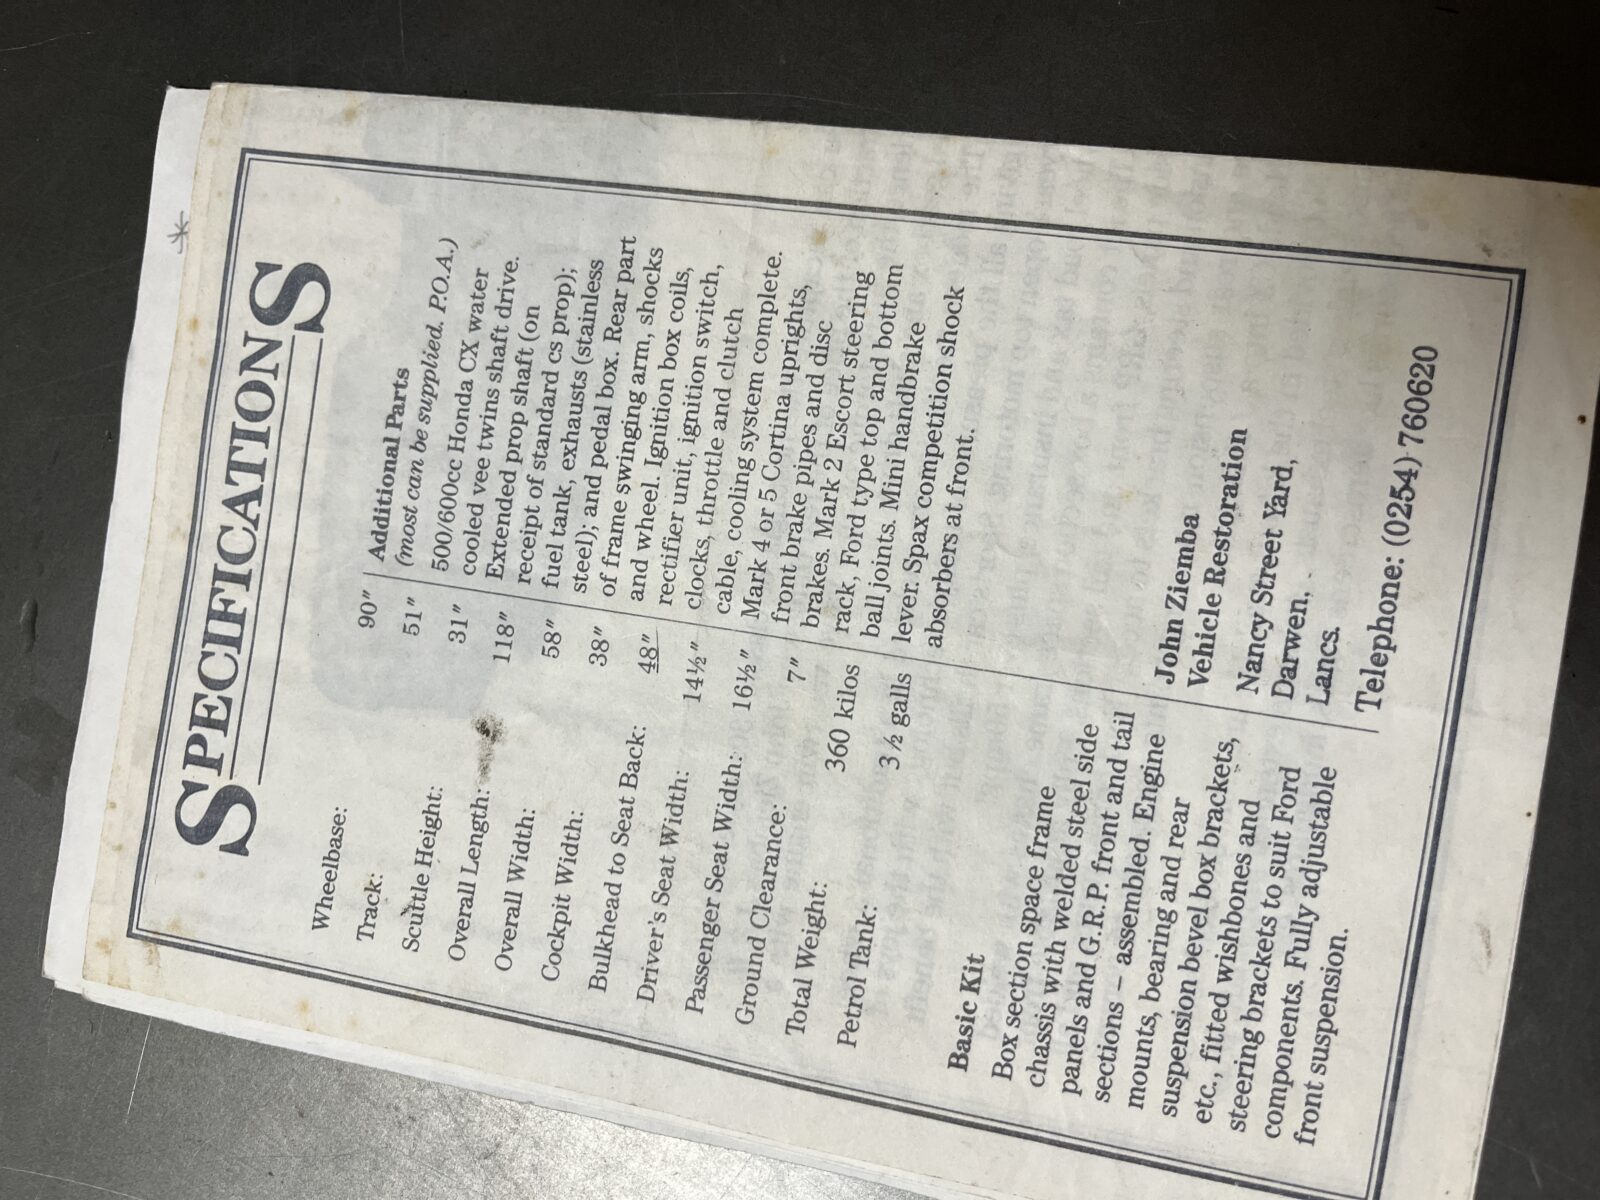 SPECIFICATIONS
Wheelbase: 90″
Track: 51″
Scuttle Height: 31″
Overall Length: 118″
Overall Width: 58″
Cockpit Width: 38″
Bulkhead to Seat Back: 48″
Driver's Seat Width: 14½″
Passenger Seat Width: 16½″
Ground Clearance: 7″
Total Weight: 360 kilos
Petrol Tank: 3 ½ galls
Basic Kit
Box section space frame
chassis with welded steel side
panels and G.R.P. front and tail
sections – assembled. Engine
mounts, bearing and rear
suspension bevel box brackets,
etc., fitted wishbones and
steering brackets to suit Ford
components. Fully adjustable
front suspension.
Additional Parts
(most can be supplied. P.O.A.)
500/600cc Honda CX water
cooled vee twins shaft drive.
Extended prop shaft (on
receipt of standard cs prop);
fuel tank, exhausts (stainless
steel); and pedal box. Rear part
of frame swinging arm, shocks
and wheel. Ignition box coils,
rectifier unit, ignition switch,
clocks, throttle and clutch
cable, cooling system complete.
Mark 4 or 5 Cortina uprights,
front brake pipes and disc
brakes. Mark 2 Escort steering
rack, Ford type top and bottom
ball joints. Mini handbrake
lever. Spax competition shock
absorbers at front.
John Ziemba
Vehicle Restoration
Nancy Street Yard,
Darwen,
Lancs.
Telephone: (0254) 760620